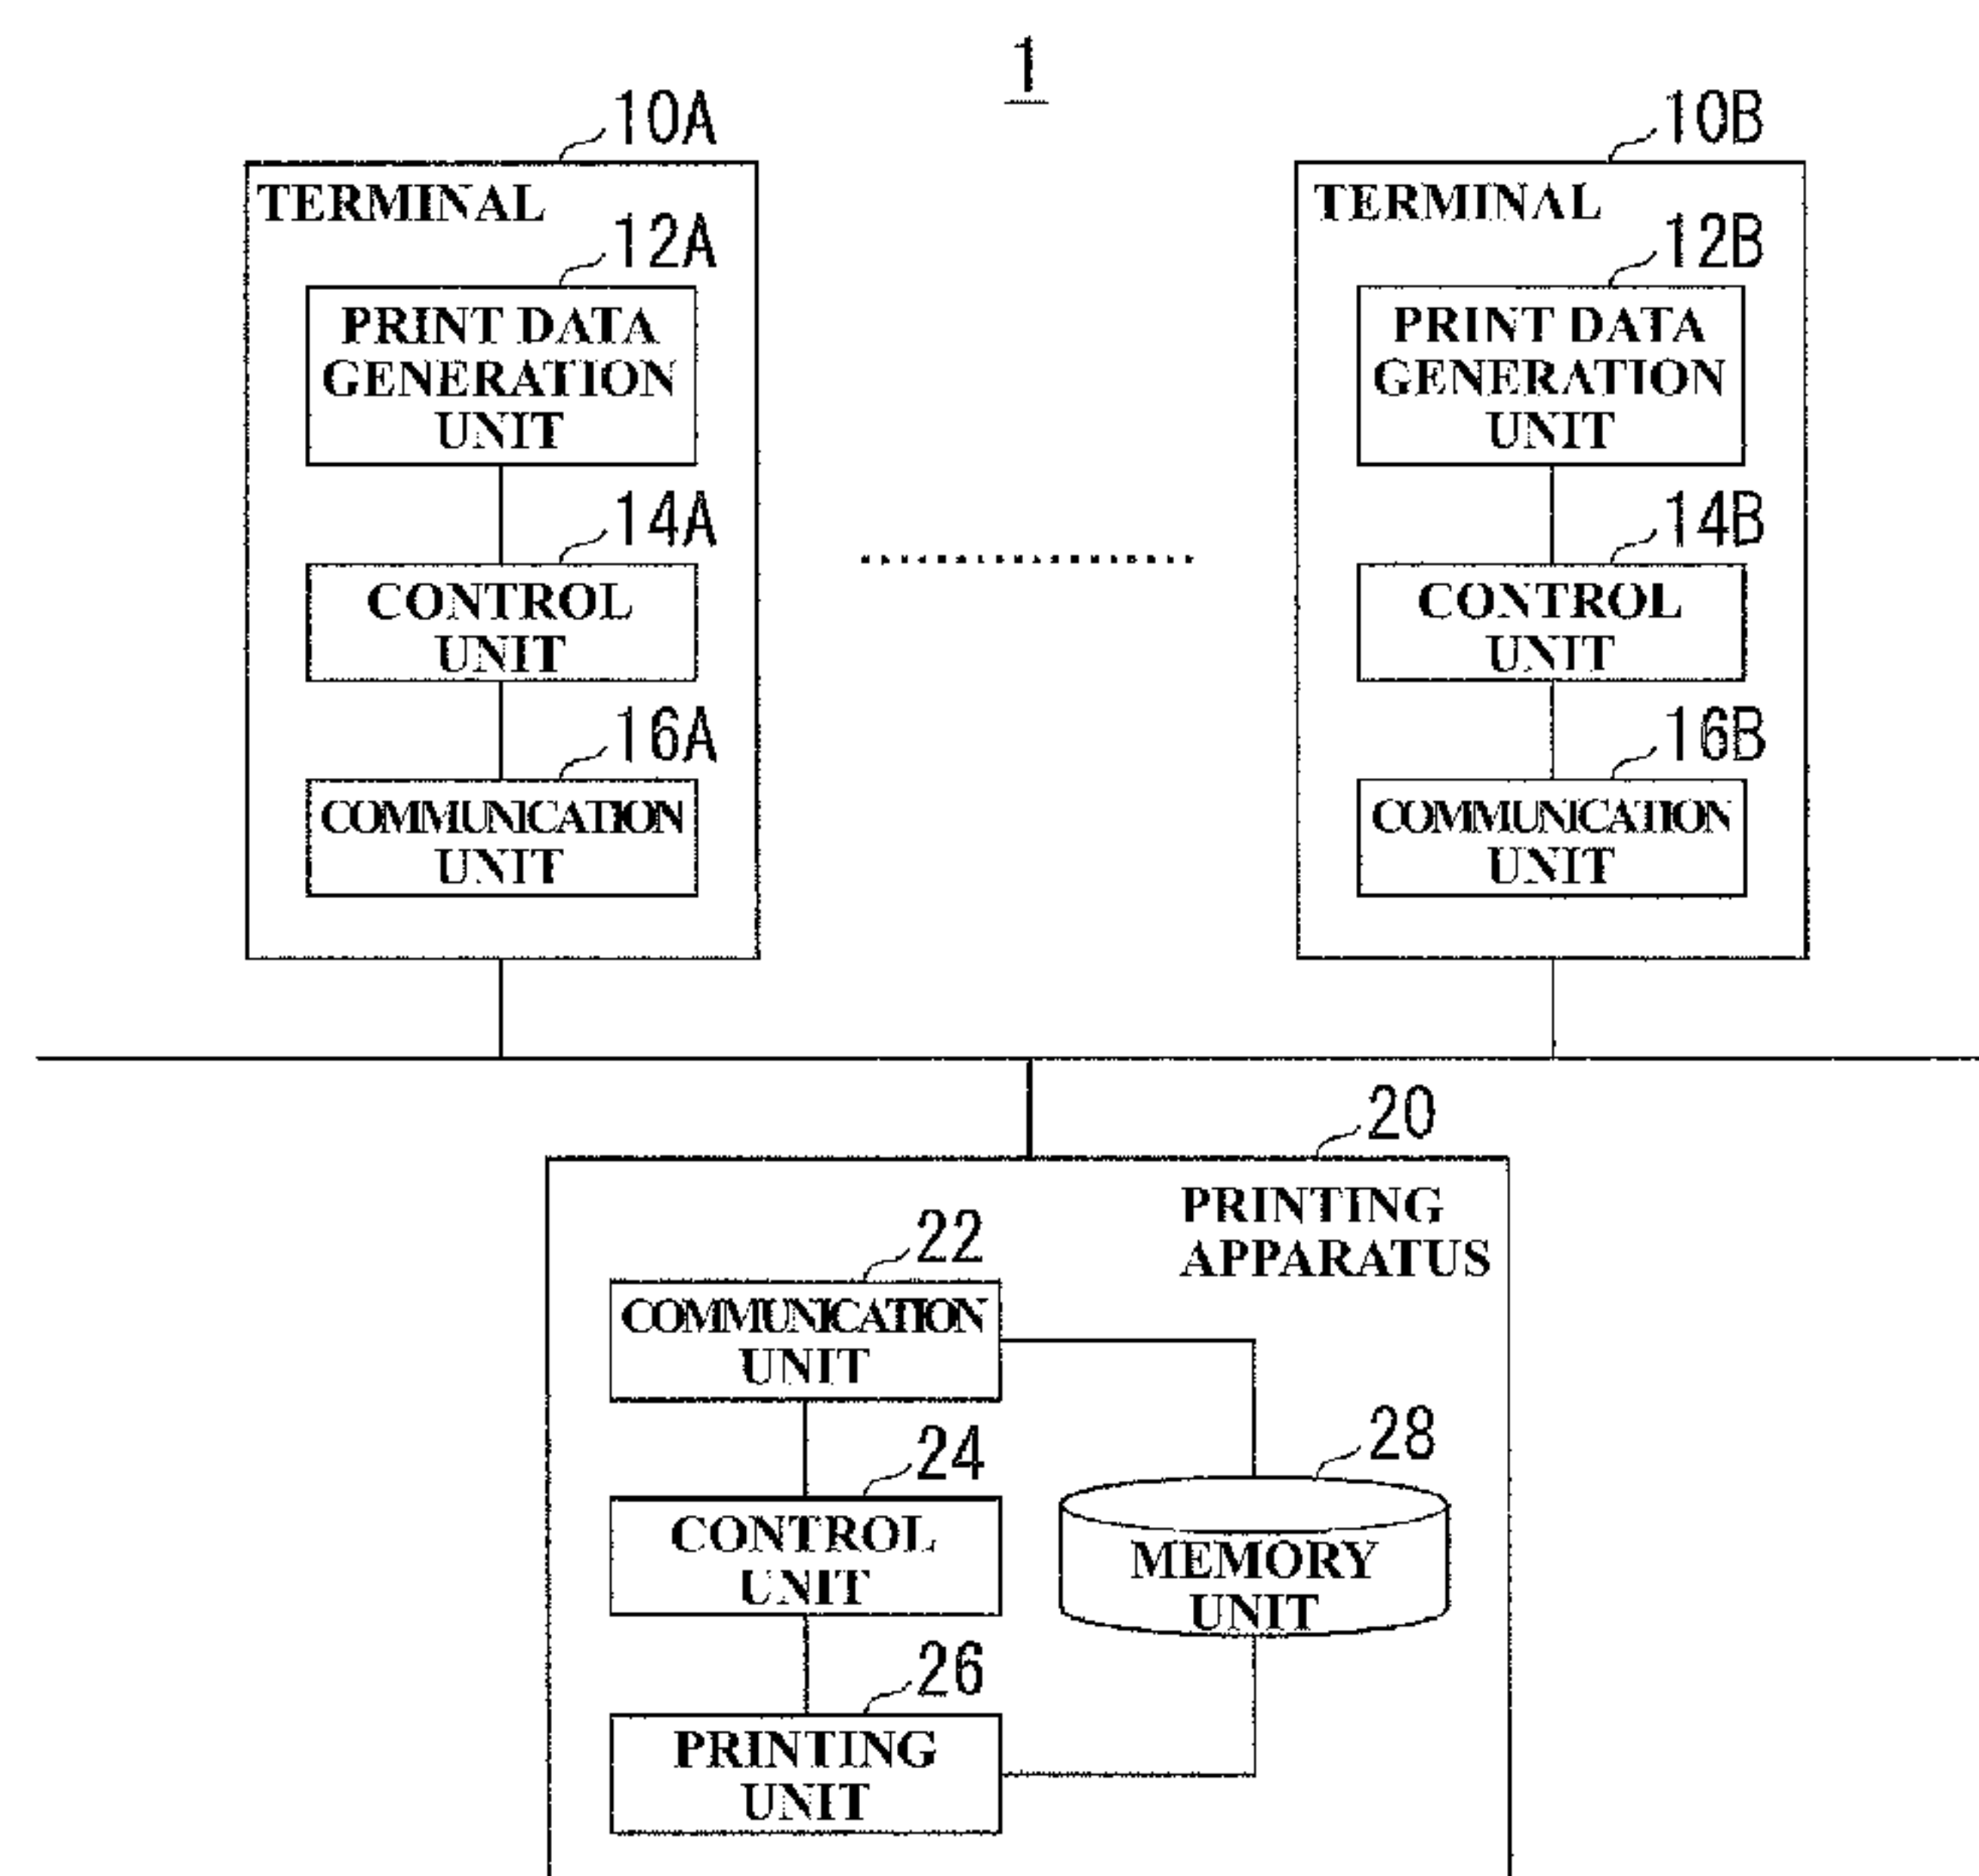 1
10A
TERMINAL
12A
PRINT DATA
GENERATION
UNIT
14A
CONTROL
UNIT
16A
COMMUNICATION
UNIT
10B
TERMINAL
12B
PRINT DATA
GENERATION
UNIT
14B
CONTROL
UNIT
16B
COMMUNICATION
UNIT
20
PRINTING
APPARATUS
22
COMMUNICATION
UNIT
24
CONTROL
UNIT
28
MEMORY
UNIT
26
PRINTING
UNIT